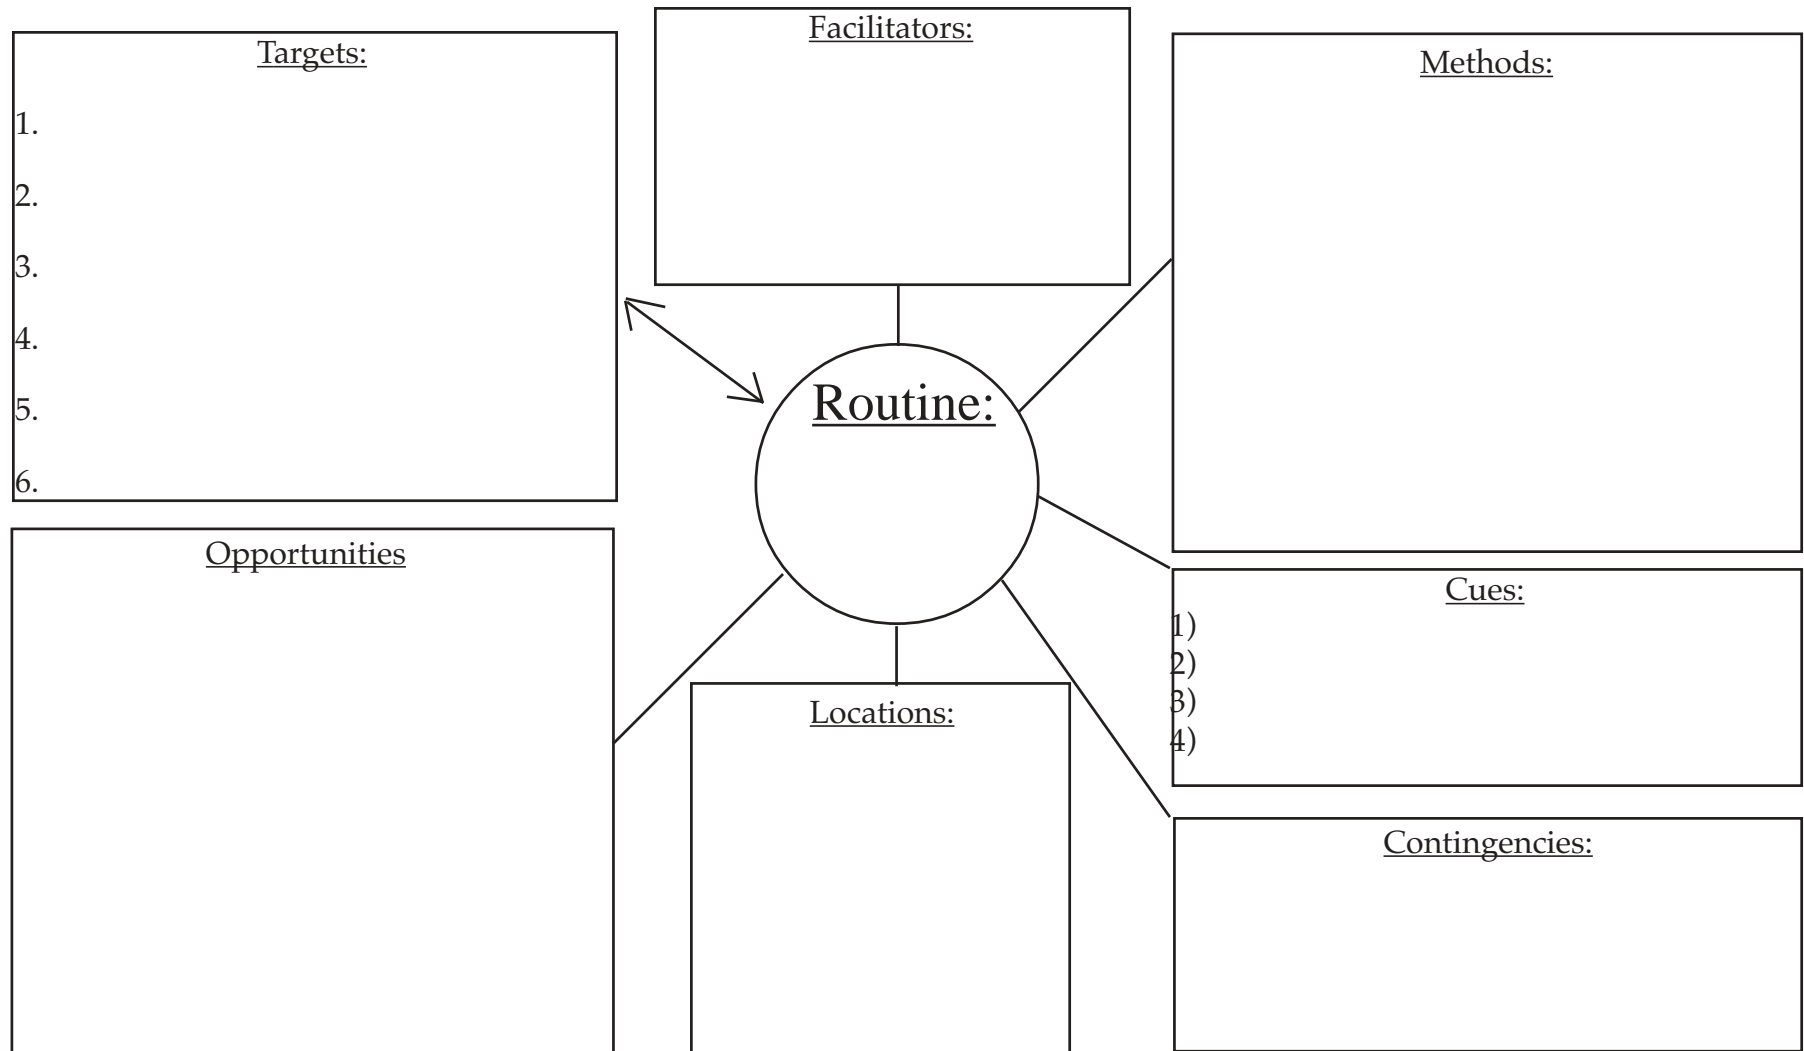 Targets:
1.
2.
3.
4.
5.
6.
Facilitators:
Methods:
Routine:
Opportunities
Locations:
Cues:
1)
2)
3)
4)
Contingencies: